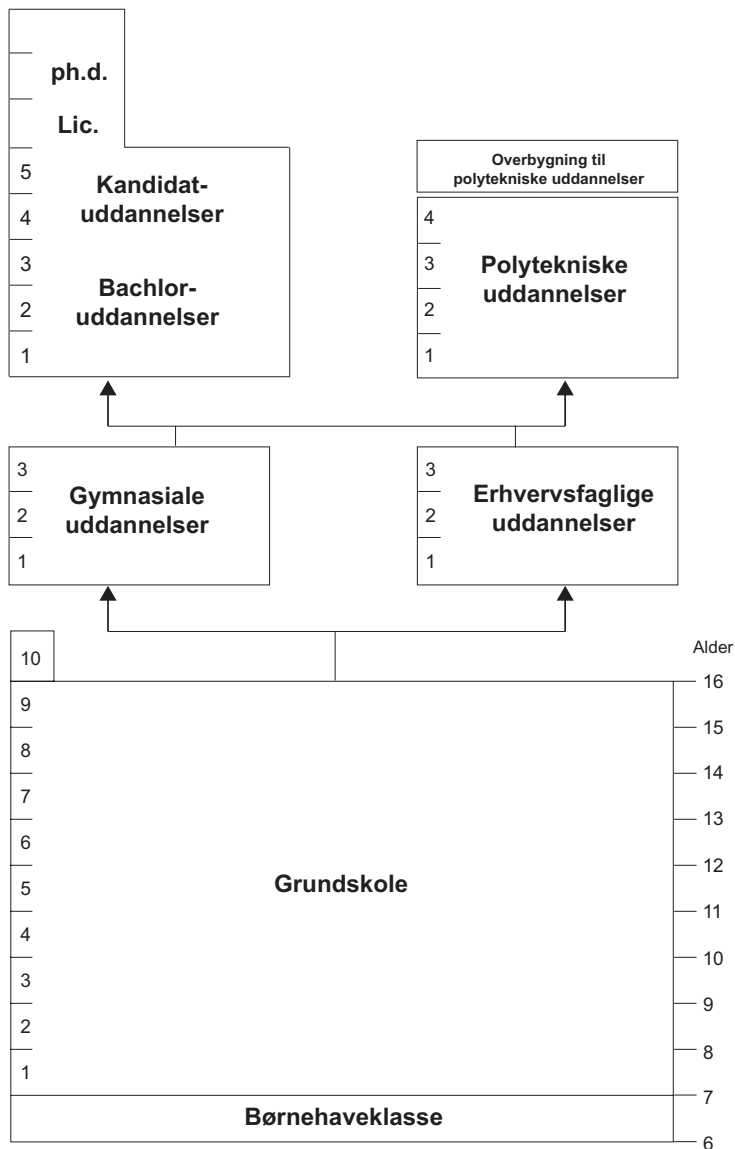 ph.d.
Lic.
5
Kandidat-
uddannelser
4
3
Bachlor-
uddannelser
2
1
Overbygning til
polytekniske uddannelser
4
3
Polytekniske
uddannelser
2
1
3
Gymnasiale
uddannelser
2
1
3
Erhvervsfaglige
uddannelser
2
1
10
Alder
16
9
15
8
14
7
13
6
12
5
Grundskole
11
4
10
3
9
2
8
1
7
Børnehaveklasse
6